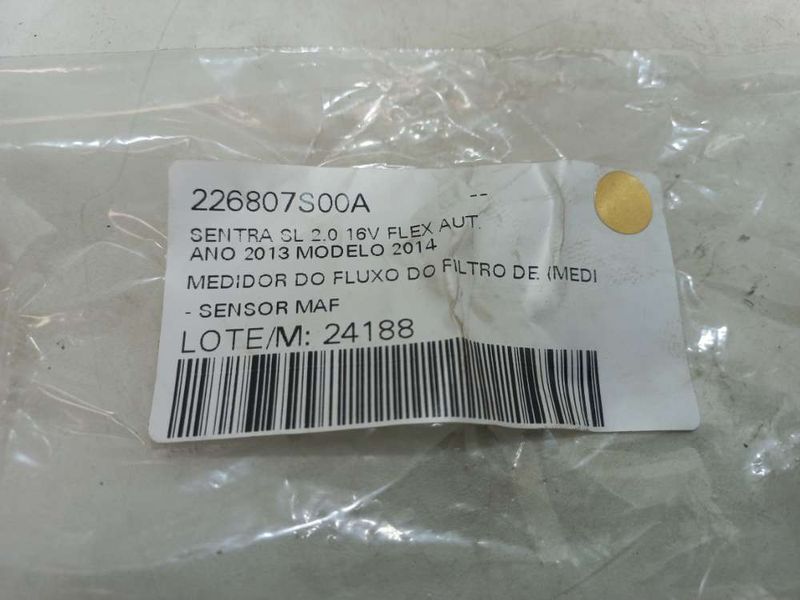 226807S00A --
SENTRA SL 2.0 16V FLEX AUT.
ANO 2013 MODELO 2014
MEDIDOR DO FLUXO DO FILTRO DE (MEDI
- SENSOR MAF
LOTE/M: 24188